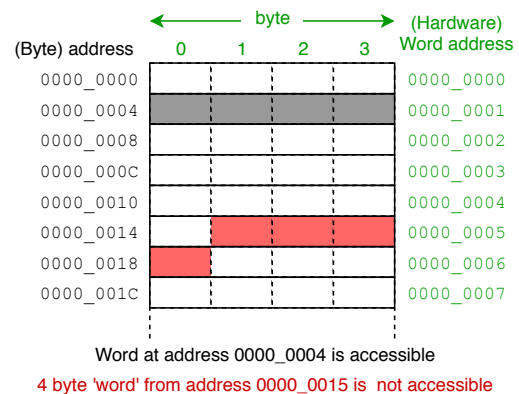 byte
(Hardware)
(Byte) address 0 1 2 3 Word address
0000_0000 0000_0000
0000_0004 0000_0001
0000_0008 0000_0002
0000_000C 0000_0003
0000_0010 0000_0004
0000_0014 0000_0005
0000_0018 0000_0006
0000_001C 0000_0007
Word at address 0000_0004 is accessible
4 byte 'word' from address 0000_0015 is not accessible